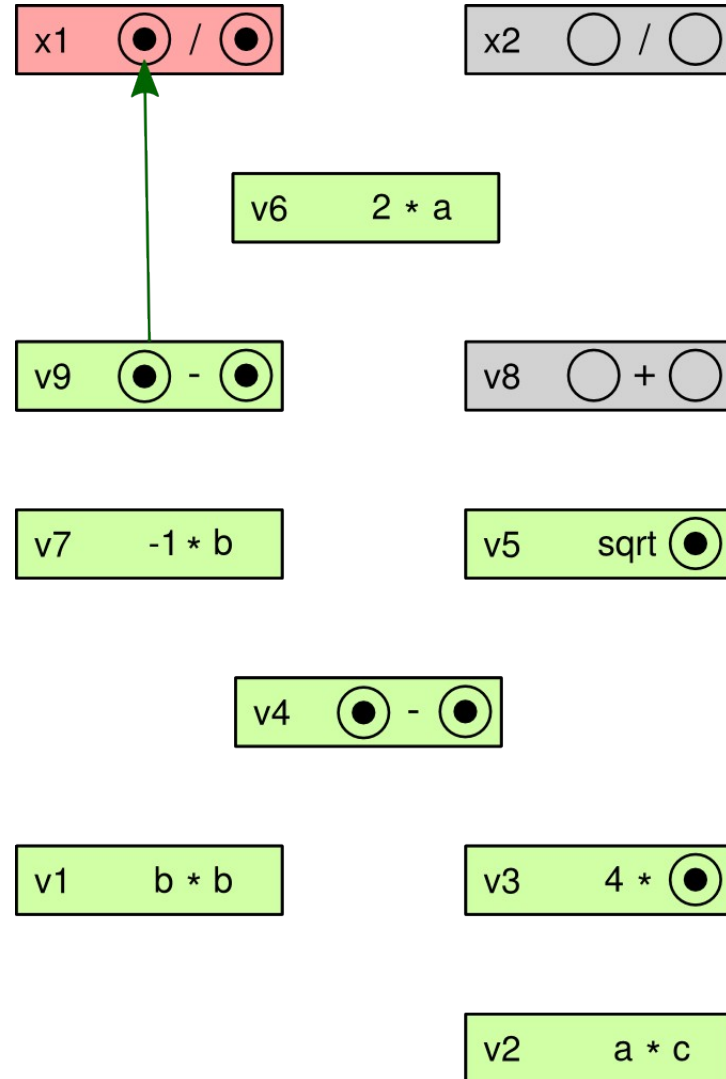 x1 /
x2 /
v6 2 * a
v9 -
v8 +
v7 -1 * b
v5 sqrt
v4 -
v1 b * b
v3 4 *
v2 a * c